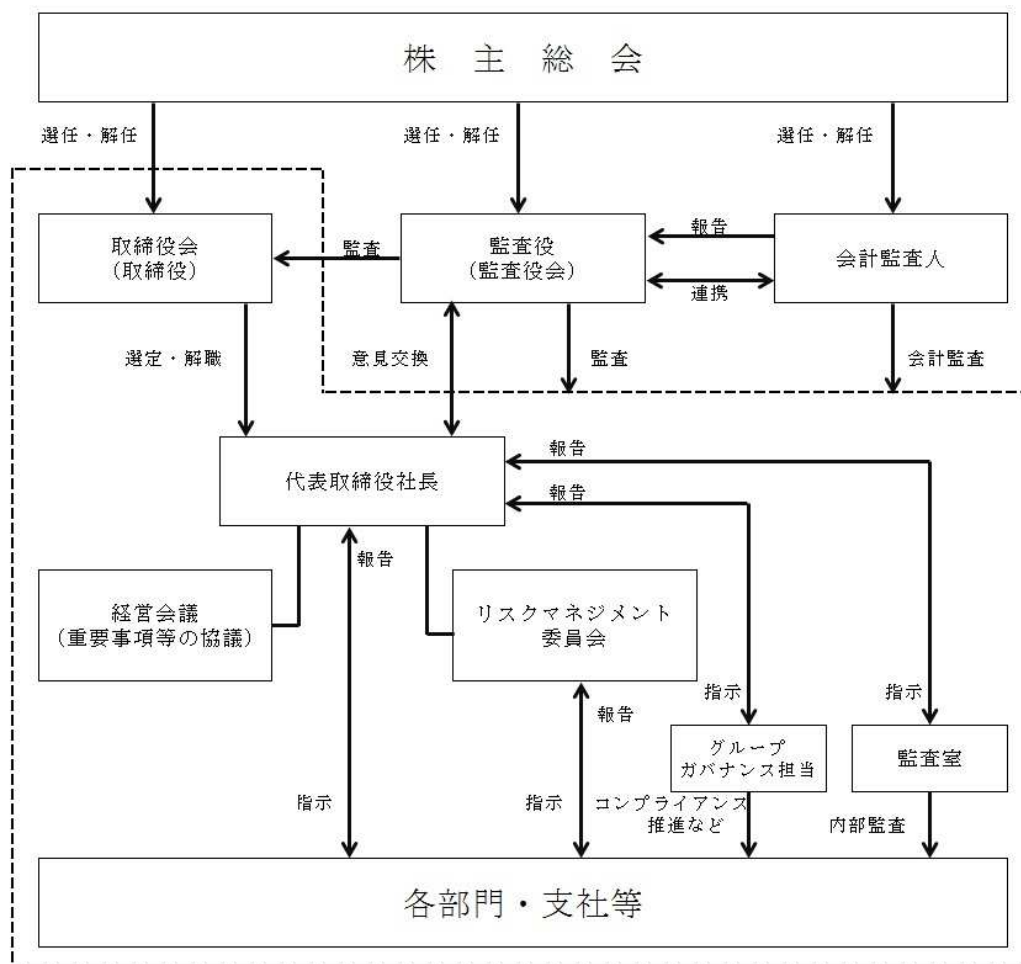 株 主 総 会
選任・解任
選任・解任
選任・解任
取締役会
（取締役）
監査
監査役
（監査役会）
報告
連携
会計監査人
選定・解職
意見交換
監査
会計監査
代表取締役社長
報告
報告
報告
経営会議
（重要事項等の協議）
リスクマネジメント
委員会
報告
指示
指示
グループ
ガバナンス担当
監査室
指示
指示
コンプライアンス
推進など
内部監査
各部門・支社等